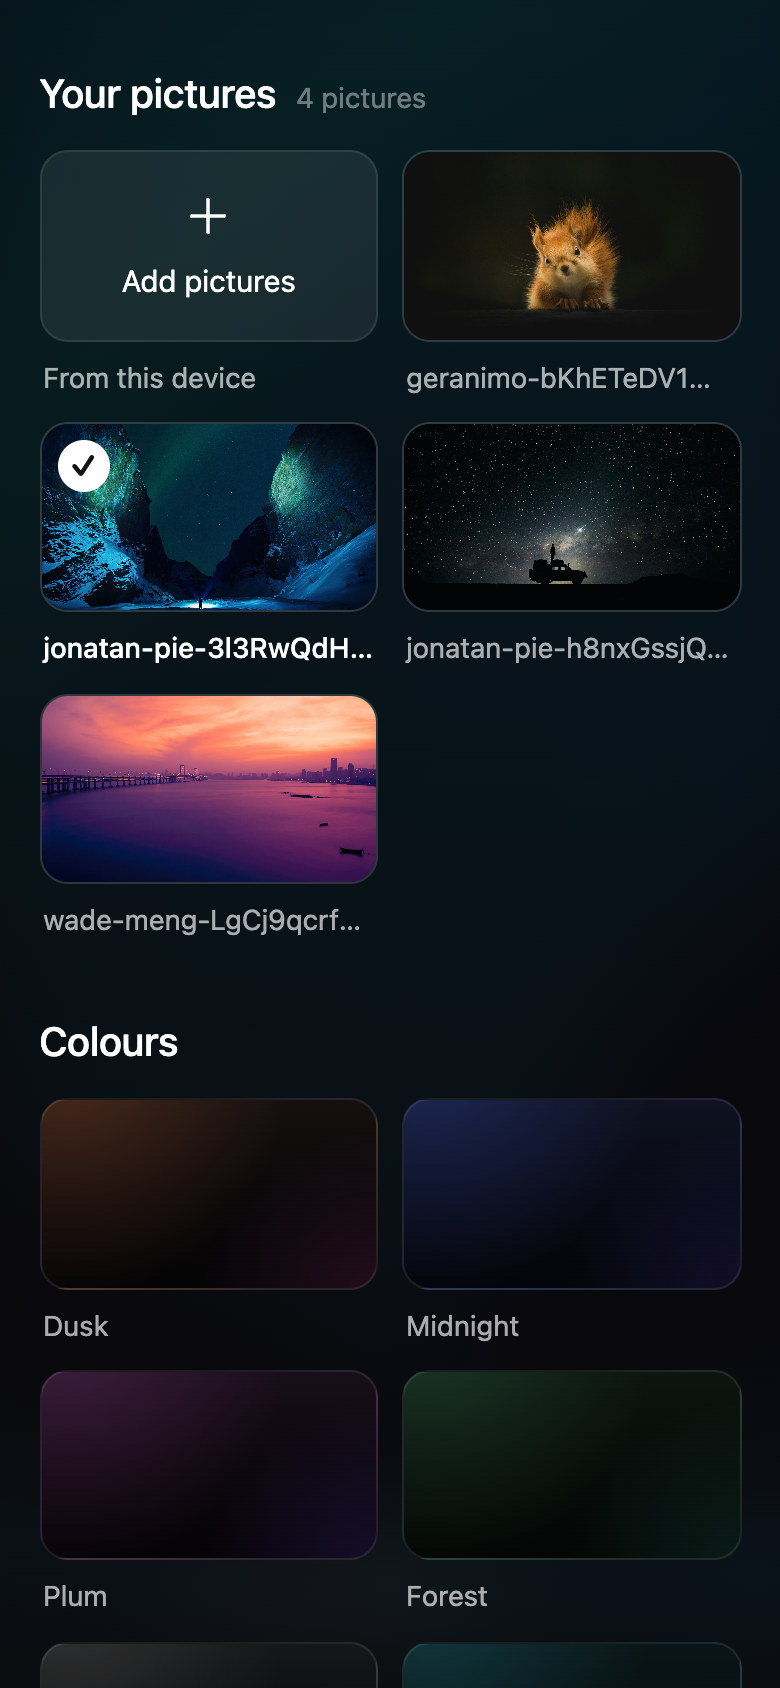 Your pictures 4 pictures
Add pictures
From this device
geranimo-bKhETeDV1...
jonatan-pie-3l3RwQdH...
jonatan-pie-h8nxGssjQ...
wade-meng-LgCj9qcrf...
Colours
Dusk
Midnight
Plum
Forest